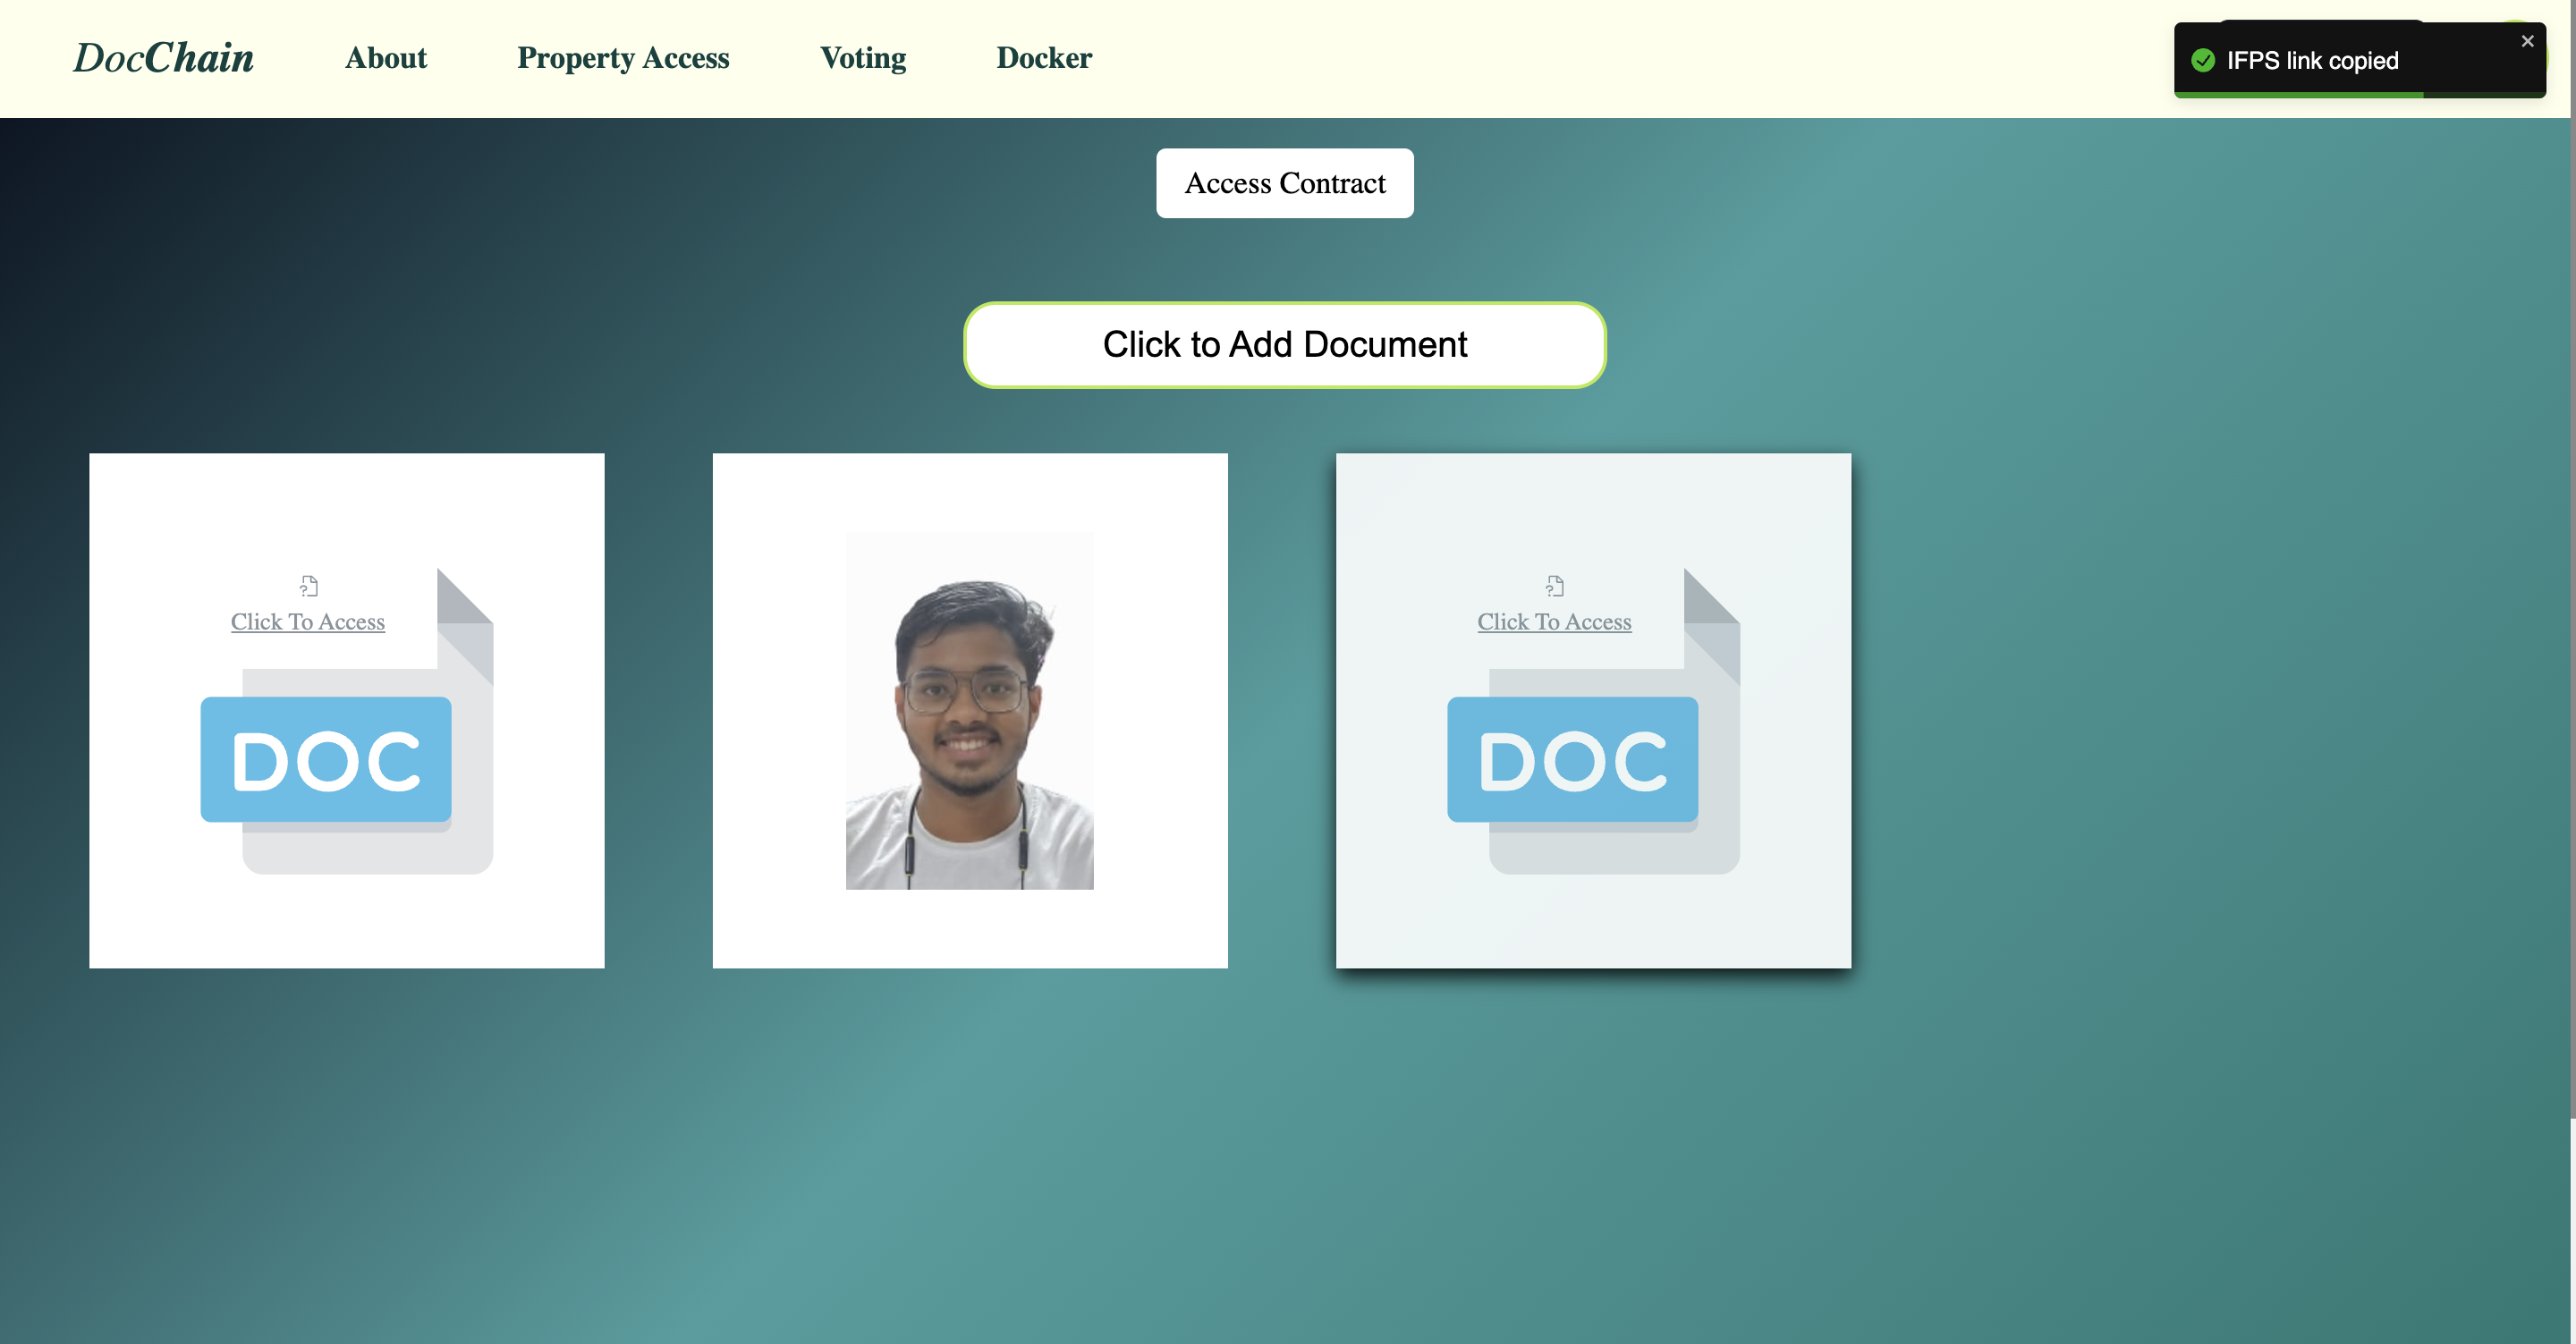 DocChain About Property Access Voting Docker
IFPS link copied
Access Contract
Click to Add Document
Click To Access
DOC
Click To Access
DOC